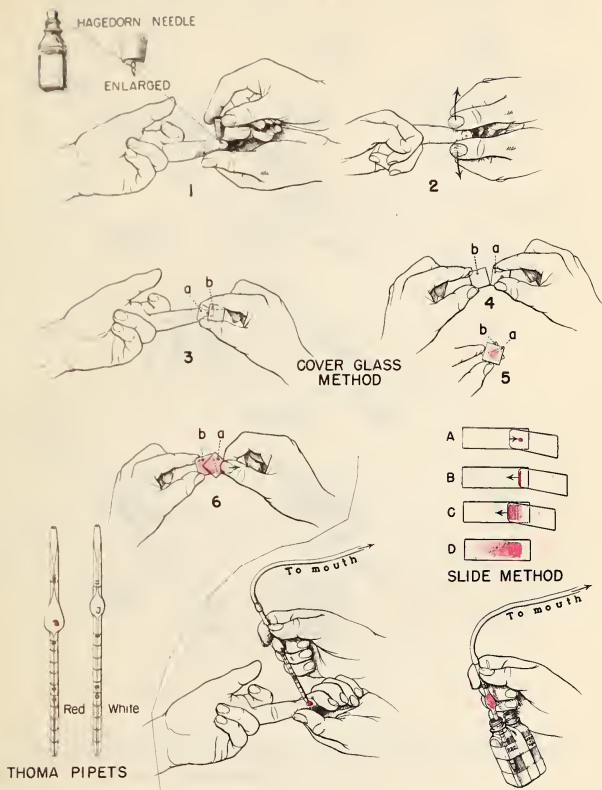 HAGEDORN NEEDLE
ENLARGED
1
2
a b
3
b a
4
b a
5
COVER GLASS
METHOD
b a
6
A
B
C
D
SLIDE METHOD
To mouth
To mouth
Red
White
THOMA PIPETS